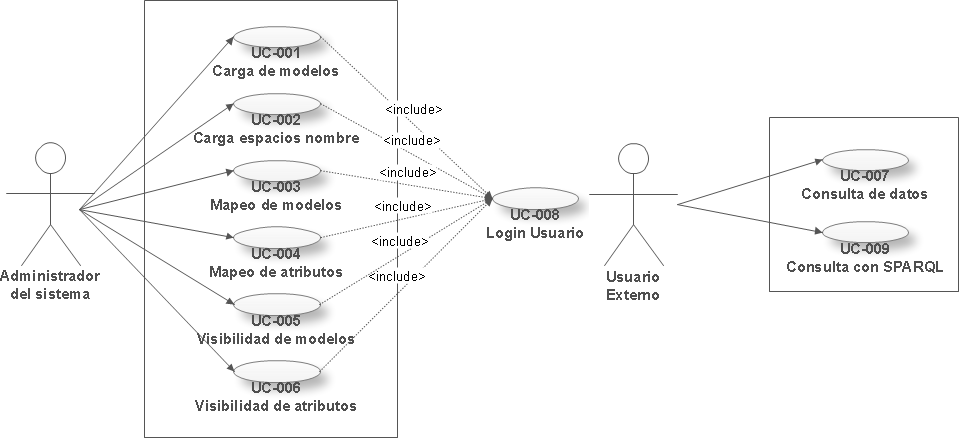 UC-001
Carga de modelos
<include>
UC-002
Carga espacios nombre
<include>
<include>
UC-003
Mapeo de modelos
<include>
UC-004
Mapeo de atributos
<include>
UC-005
Visibilidad de modelos
<include>
UC-006
Visibilidad de atributos
Administrador
del sistema
UC-008
Login Usuario
Usuario
Externo
UC-007
Consulta de datos
UC-009
Consulta con SPARQL